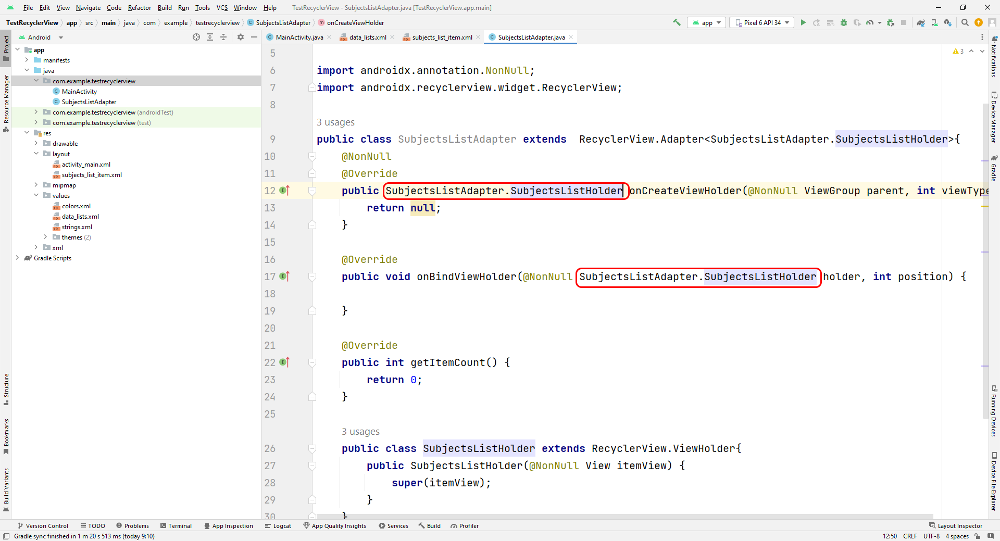 File Edit View Navigate Code Refactor Build Run Tools VCS Window Help TestRecyclerView - SubjectsListAdapter.java [TestRecyclerView.app.main]
TestRecyclerView app src main java com example testrecyclerview SubjectsListAdapter onCreateViewHolder app Pixel 6 API 34
Project
Resource Manager
Structure
Bookmarks
Build Variants
Android
app
manifests
java
com.example.testrecyclerview
MainActivity
SubjectsListAdapter
com.example.testrecyclerview (androidTest)
com.example.testrecyclerview (test)
res
drawable
layout
activity_main.xml
subjects_list_item.xml
mipmap
values
colors.xml
data_lists.xml
strings.xml
themes (2)
xml
Gradle Scripts
MainActivity.java data_lists.xml subjects_list_item.xml SubjectsListAdapter.java
3
5
6 import androidx.annotation.NonNull;
7 import androidx.recyclerview.widget.RecyclerView;
8
3 usages
9 public class SubjectsListAdapter extends  RecyclerView.Adapter<SubjectsListAdapter.SubjectsListHolder>{
10 @NonNull
11 @Override
12 public SubjectsListAdapter.SubjectsListHolder onCreateViewHolder(@NonNull ViewGroup parent, int viewType
13 return null;
14 }
15
16 @Override
17 public void onBindViewHolder(@NonNull SubjectsListAdapter.SubjectsListHolder holder, int position) {
18
19 }
20
21 @Override
22 public int getItemCount() {
23 return 0;
24 }
25
3 usages
26 public class SubjectsListHolder extends RecyclerView.ViewHolder{
27 public SubjectsListHolder(@NonNull View itemView) {
28 super(itemView);
29 }
30 }
Notifications
Device Manager
Gradle
Running Devices
Device File Explorer
Version Control TODO Problems Terminal App Inspection Logcat App Quality Insights Services Build Profiler Layout Inspector
Gradle sync finished in 1 m 20 s 513 ms (today 9:10) 12:50 CRLF UTF-8 4 spaces